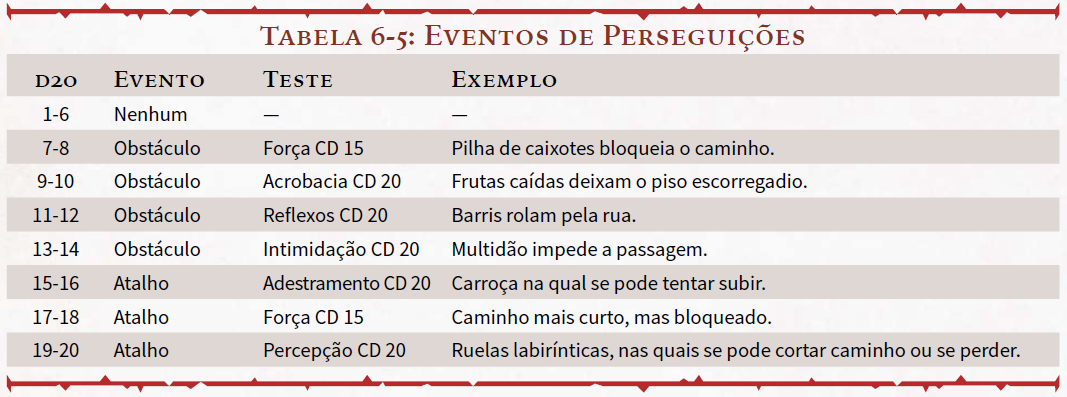 Tabela 6-5: Eventos de Perseguições
d20 Evento Teste Exemplo
1-6 Nenhum — —
7-8 Obstáculo Força CD 15 Pilha de caixotes bloqueia o caminho.
9-10 Obstáculo Acrobacia CD 20 Frutas caídas deixam o piso escorregadio.
11-12 Obstáculo Reflexos CD 20 Barris rolam pela rua.
13-14 Obstáculo Intimidação CD 20 Multidão impede a passagem.
15-16 Atalho Adestramento CD 20 Carroça na qual se pode tentar subir.
17-18 Atalho Força CD 15 Caminho mais curto, mas bloqueado.
19-20 Atalho Percepção CD 20 Ruelas labirínticas, nas quais se pode cortar caminho ou se perder.